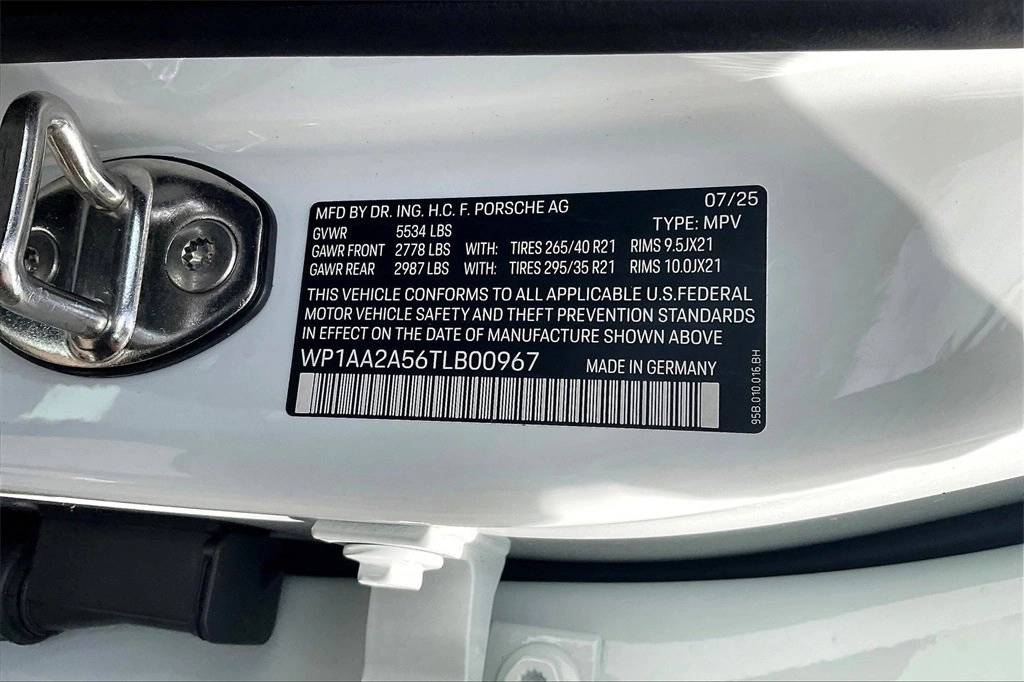 MFD BY DR. ING. H.C. F. PORSCHE AG 07/25
GVWR 5534 LBS TYPE: MPV
GAWR FRONT 2778 LBS WITH: TIRES 265/40 R21 RIMS 9.5JX21
GAWR REAR 2987 LBS WITH: TIRES 295/35 R21 RIMS 10.0JX21
THIS VEHICLE CONFORMS TO ALL APPLICABLE U.S.FEDERAL
MOTOR VEHICLE SAFETY AND THEFT PREVENTION STANDARDS
IN EFFECT ON THE DATE OF MANUFACTURE SHOWN ABOVE
WP1AA2A56TLB00967 MADE IN GERMANY
95B.010.016.BH